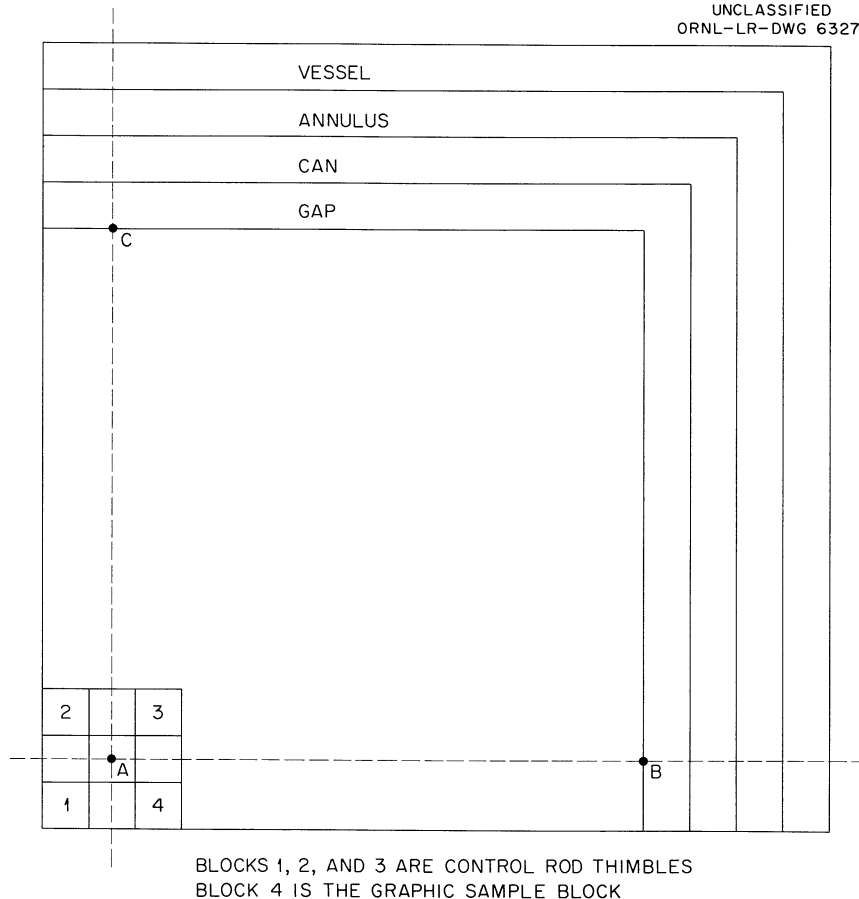 UNCLASSIFIED
ORNL-LR-DWG 6327
VESSEL
ANNULUS
CAN
GAP
C
2 3
A
B
1 4
BLOCKS 1, 2, AND 3 ARE CONTROL ROD THIMBLES
BLOCK 4 IS THE GRAPHIC SAMPLE BLOCK